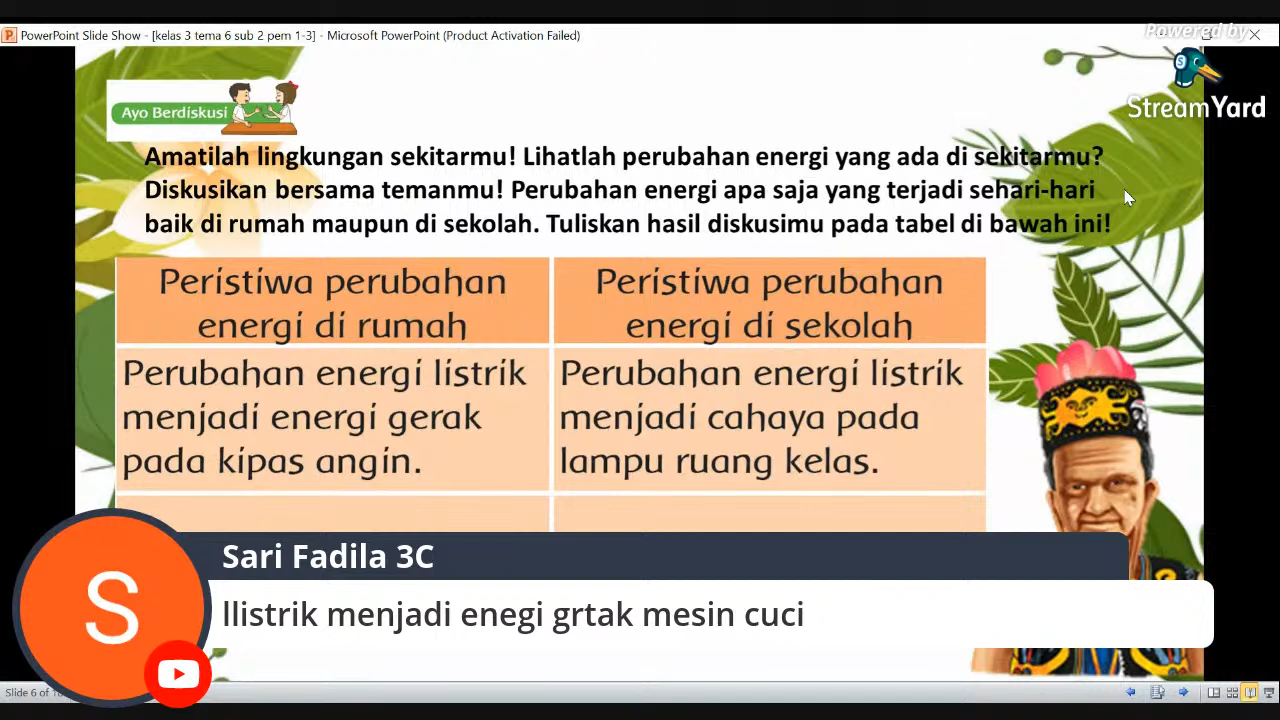 PowerPoint Slide Show - [kelas 3 tema 6 sub 2 pem 1-3] - Microsoft PowerPoint (Product Activation Failed)
Powered by
StreamYard
Ayo Berdiskusi
Amatilah lingkungan sekitarmu! Lihatlah perubahan energi yang ada di sekitarmu?
Diskusikan bersama temanmu! Perubahan energi apa saja yang terjadi sehari-hari
baik di rumah maupun di sekolah. Tuliskan hasil diskusimu pada tabel di bawah ini!
Peristiwa perubahan
energi di rumah
Peristiwa perubahan
energi di sekolah
Perubahan energi listrik
menjadi energi gerak
pada kipas angin.
Perubahan energi listrik
menjadi cahaya pada
lampu ruang kelas.
S
Sari Fadila 3C
llistrik menjadi enegi grtak mesin cuci
Slide 6 of